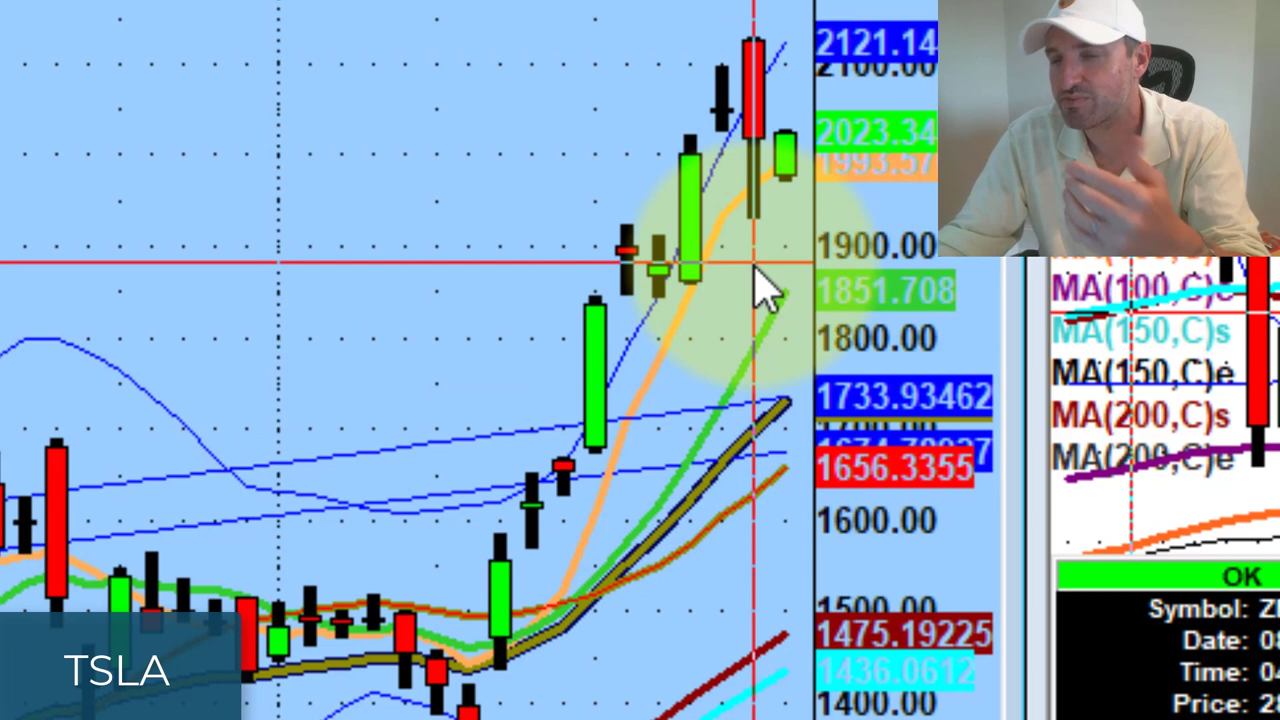 2121.14
2100.00
2023.34
1993.57
1900.00
1851.708
1800.00
1733.93462
1656.3355
1600.00
1500.00
1475.19225
1436.0612
1400.00
TSLA
MA(100,C)e
MA(150,C)s
MA(150,C)e
MA(200,C)s
MA(200,C)e
OK
Symbol:
Date:
Time:
Price: